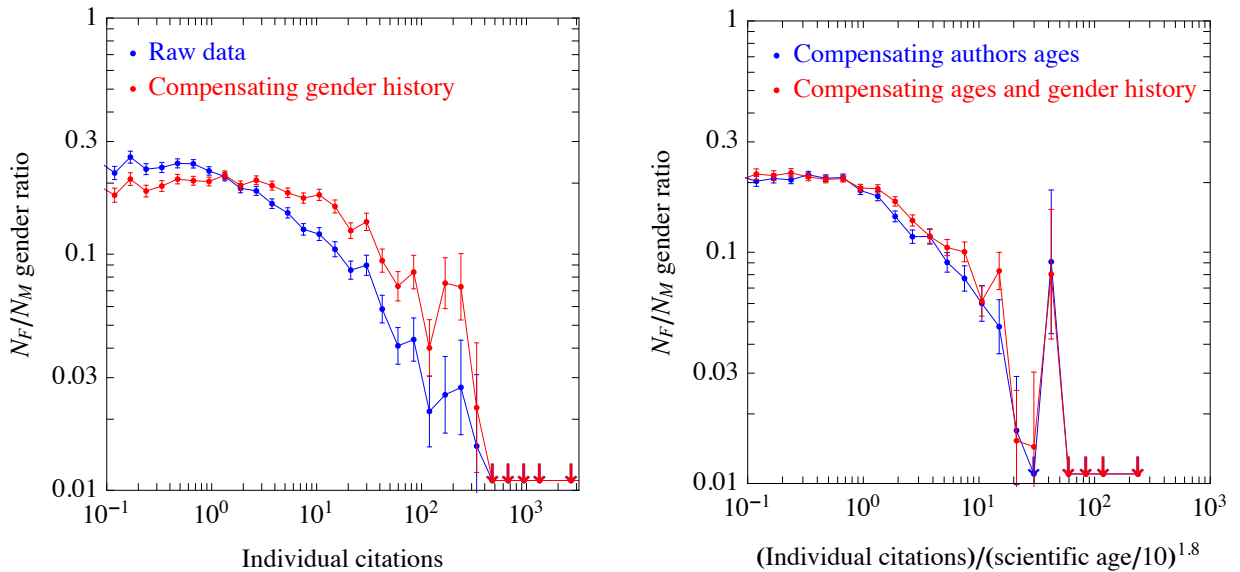 1
0.3
0.1
0.03
0.01
N_F/N_M gender ratio
Raw data
Compensating gender history
10^−1 10^0 10^1 10^2 10^3
Individual citations
1
0.3
0.1
0.03
0.01
N_F/N_M gender ratio
Compensating authors ages
Compensating ages and gender history
10^−1 10^0 10^1 10^2 10^3
(Individual citations)/(scientific age/10)^1.8